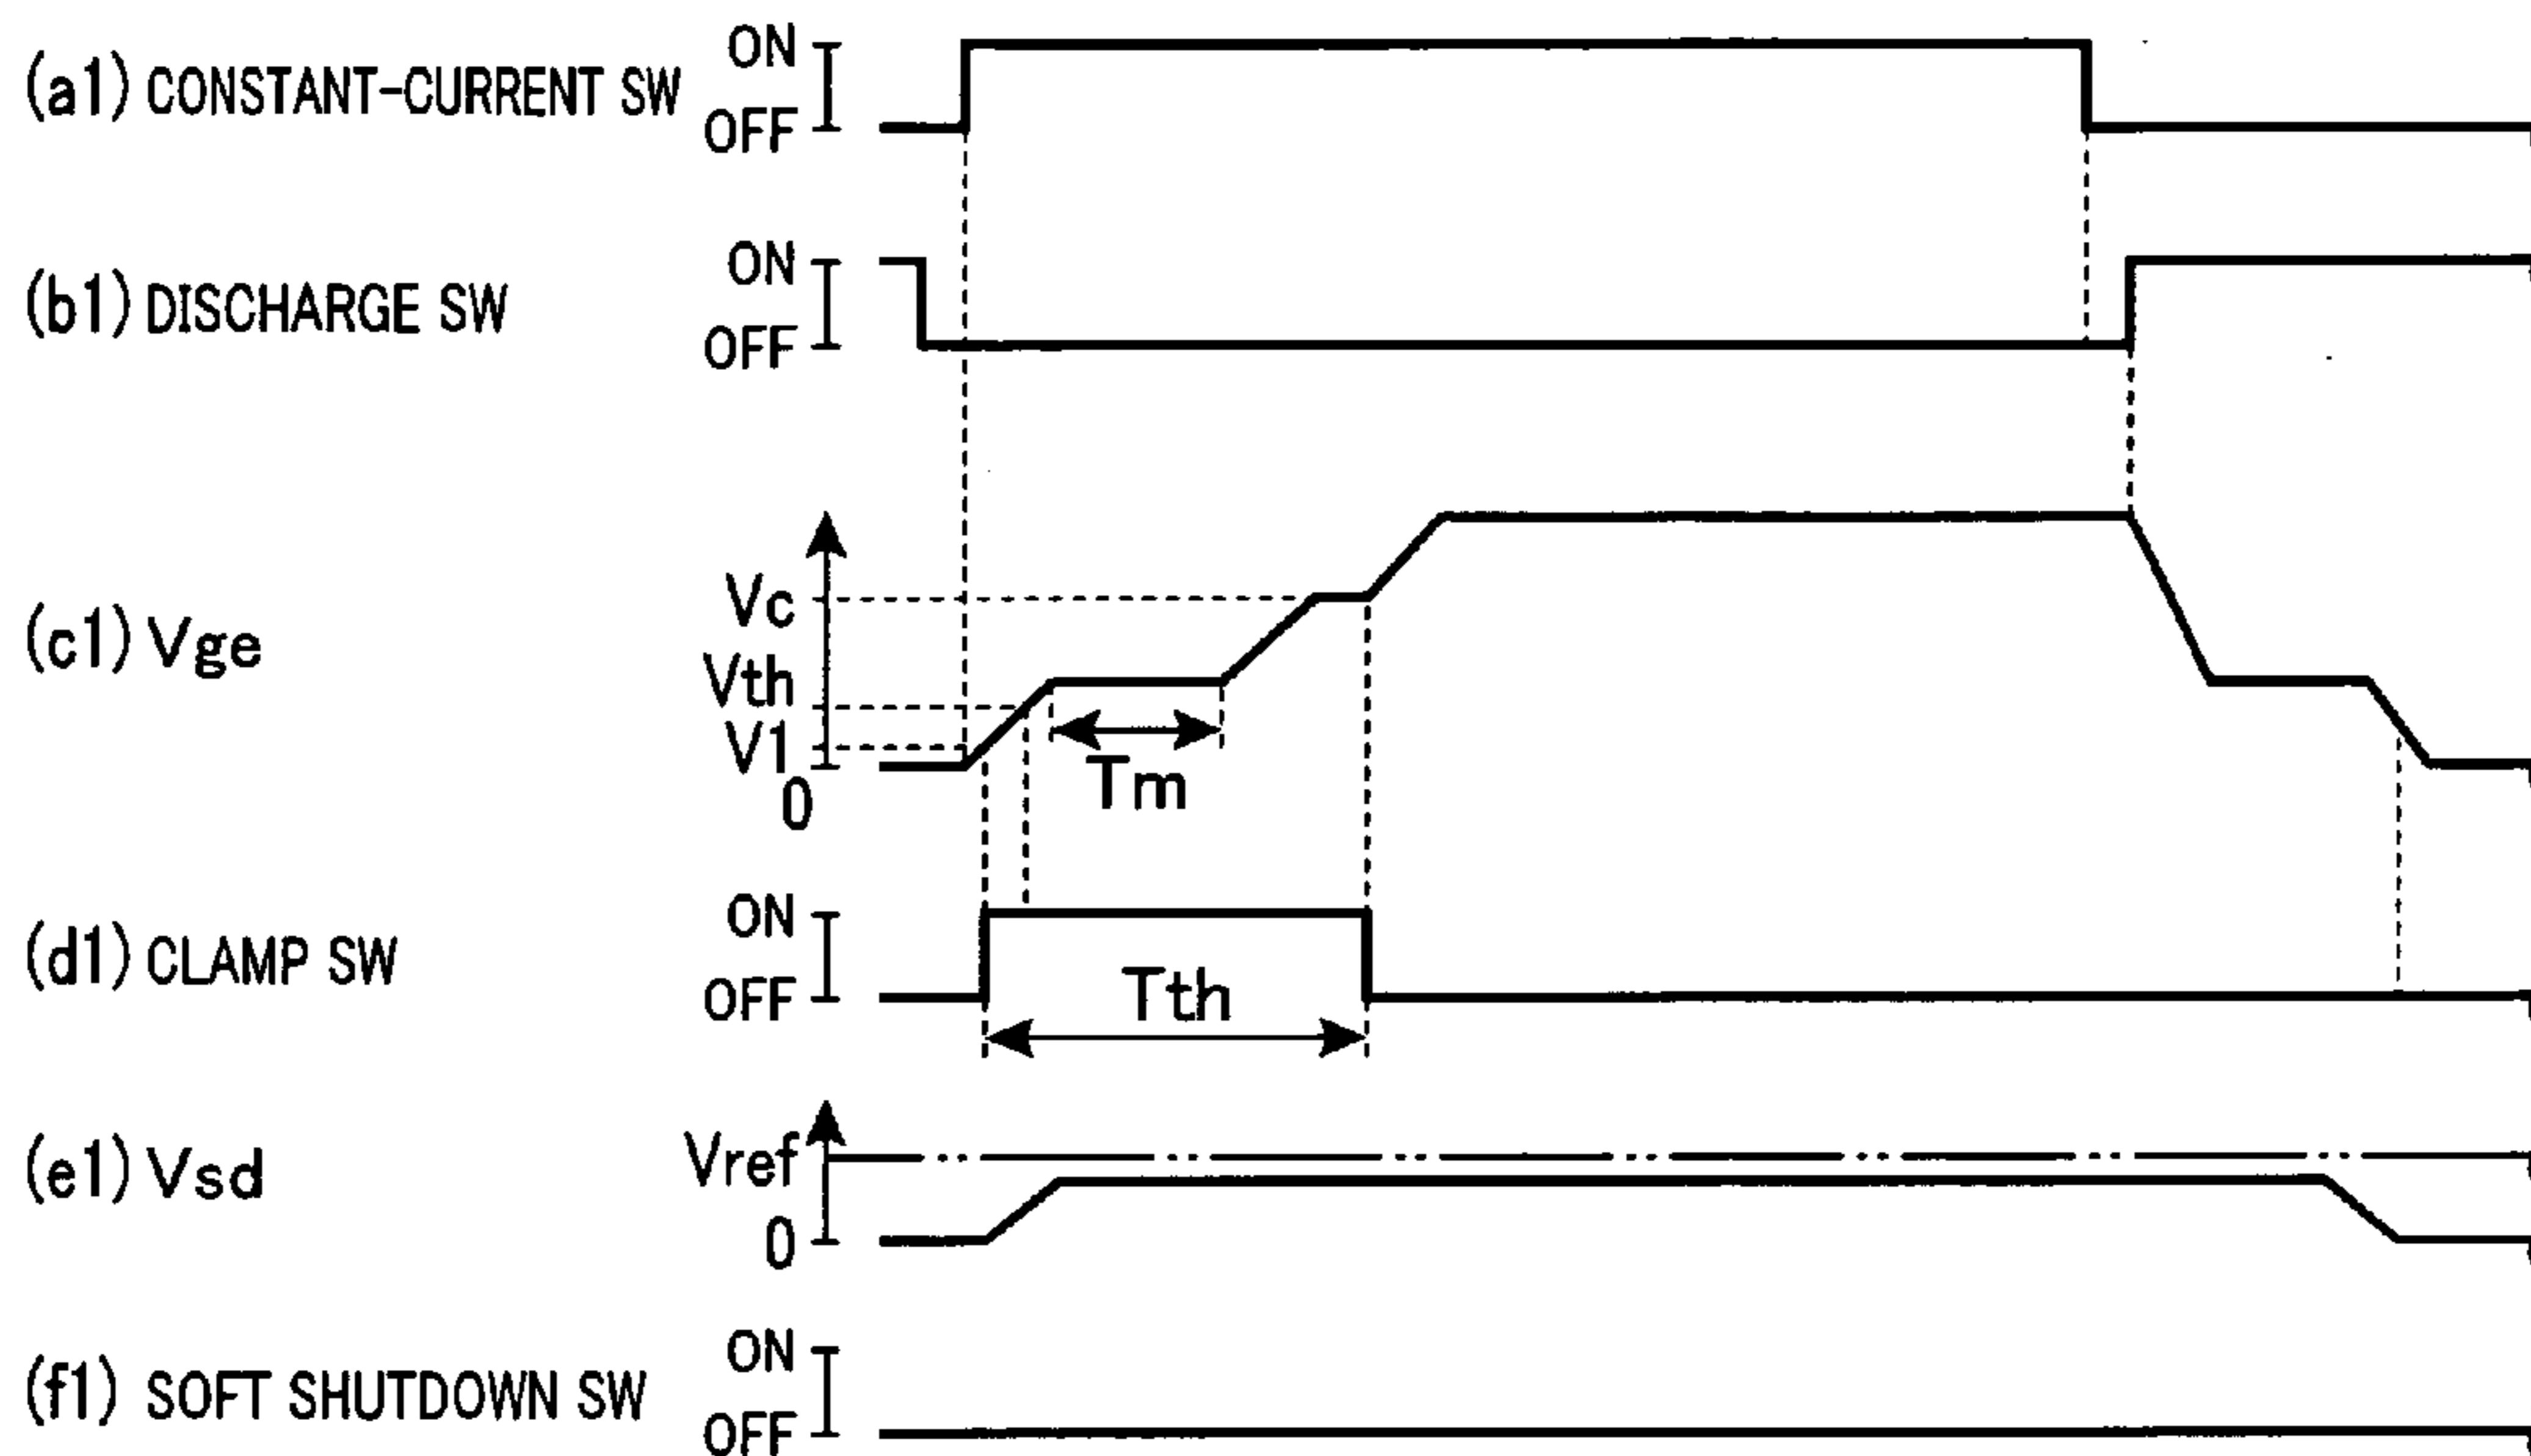 (a1) CONSTANT-CURRENT SW
ON
OFF
(b1) DISCHARGE SW
ON
OFF
(c1) Vge
Vc
Vth
V1
0
Tm
(d1) CLAMP SW
ON
OFF
Tth
(e1) Vsd
Vref
0
(f1) SOFT SHUTDOWN SW
ON
OFF